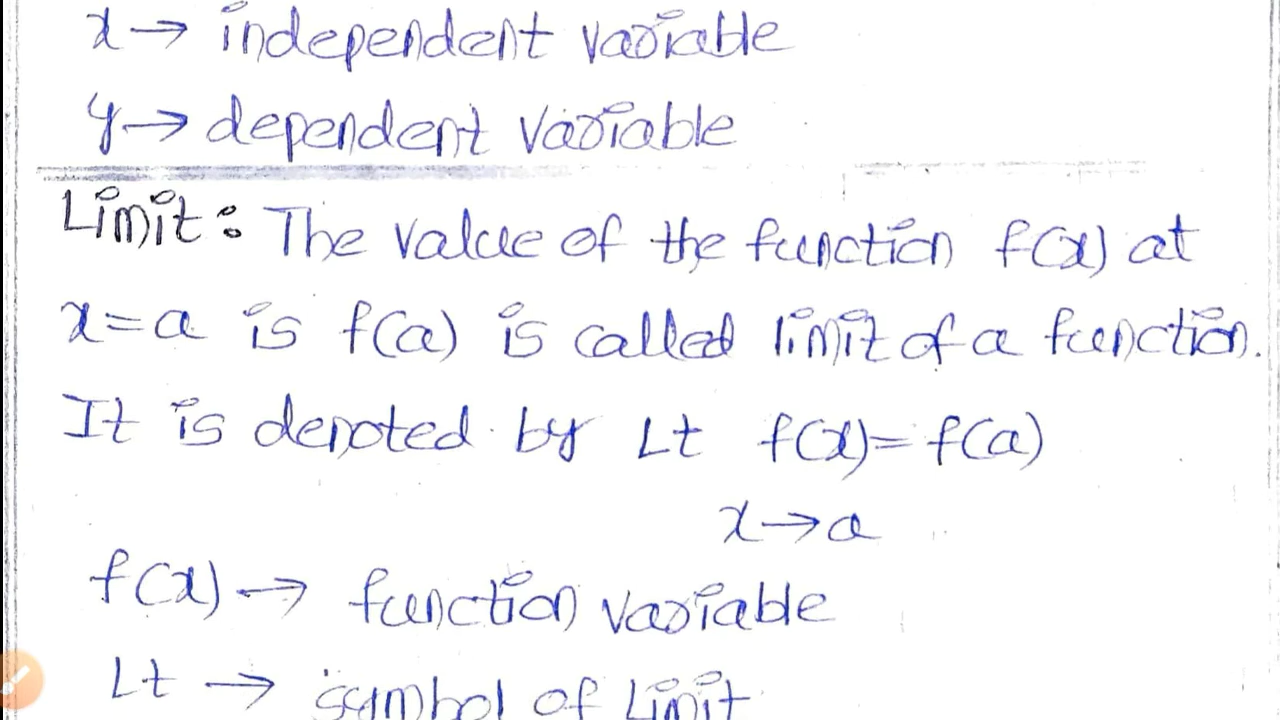 x → independent variable
y → dependent variable
Limit: The value of the function f(x) at
x=a is f(a) is called limit of a function.
It is denoted by Lt f(x)=f(a)
x→a
f(x) → function variable
Lt → symbol of Limit